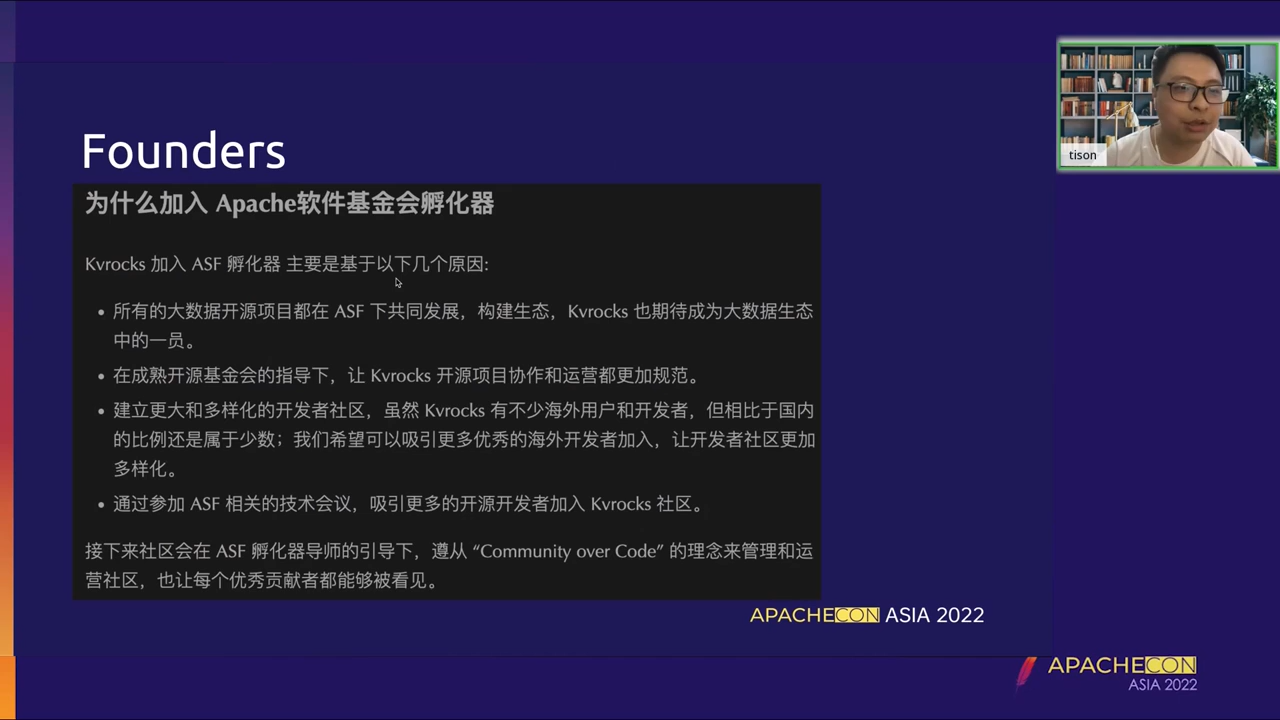 Founders
为什么加入 Apache软件基金会孵化器
Kvrocks 加入 ASF 孵化器 主要是基于以下几个原因:
• 所有的大数据开源项目都在 ASF 下共同发展，构建生态，Kvrocks 也期待成为大数据生态
中的一员。
• 在成熟开源基金会的指导下，让 Kvrocks 开源项目协作和运营都更加规范。
• 建立更大和多样化的开发者社区，虽然 Kvrocks 有不少海外用户和开发者，但相比于国内
的比例还是属于少数；我们希望可以吸引更多优秀的海外开发者加入，让开发者社区更加
多样化。
• 通过参加 ASF 相关的技术会议，吸引更多的开源开发者加入 Kvrocks 社区。
接下来社区会在 ASF 孵化器导师的引导下，遵从 “Community over Code” 的理念来管理和运
营社区，也让每个优秀贡献者都能够被看见。
APACHECON ASIA 2022
tison
APACHECON
ASIA 2022